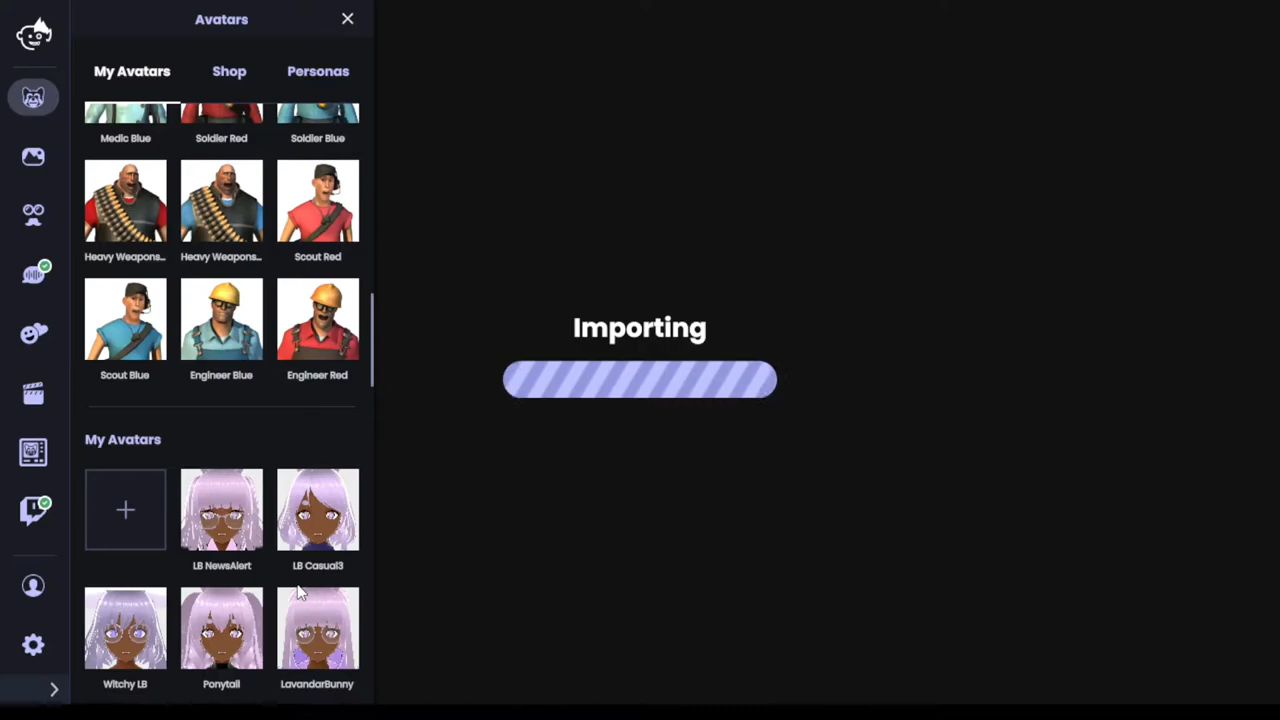 Avatars
My Avatars Shop Personas
Medic Blue Soldier Red Soldier Blue
Heavy Weapons... Heavy Weapons... Scout Red
Scout Blue Engineer Blue Engineer Red
My Avatars
LB NewsAlert LB Casual3
Witchy LB Ponytail LavandarBunny
Importing